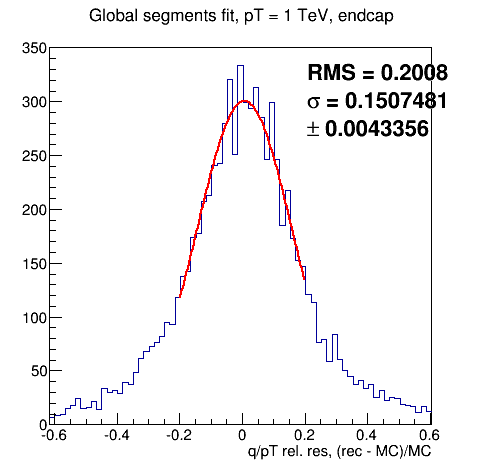 Global segments fit, pT = 1 TeV, endcap
RMS = 0.2008
σ = 0.1507481
± 0.0043356
350
300
250
200
150
100
50
0
-0.6 -0.4 -0.2 0 0.2 0.4 0.6
q/pT rel. res, (rec - MC)/MC